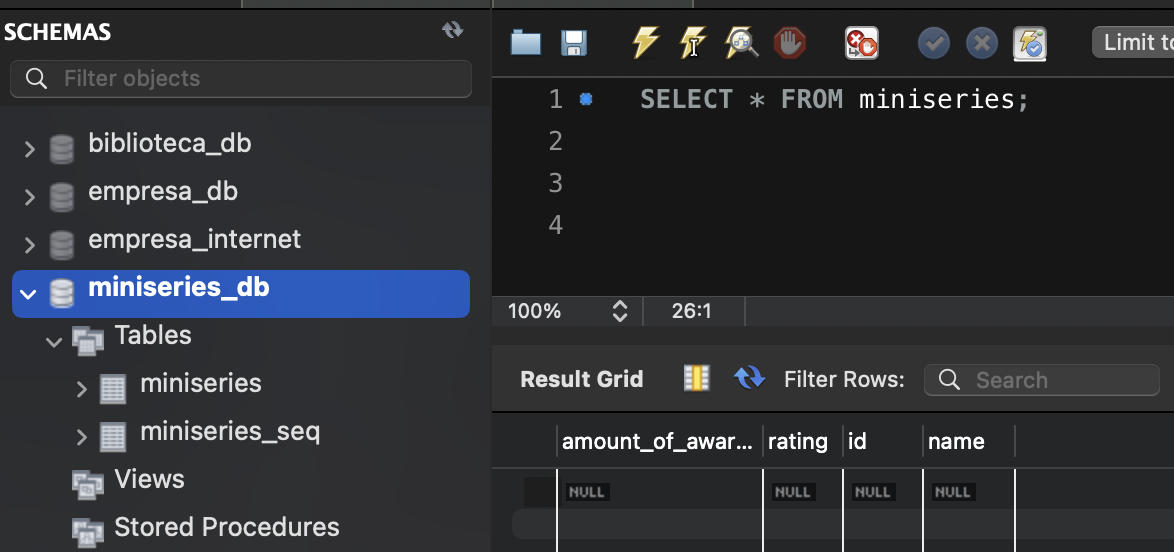 SCHEMAS
Filter objects
biblioteca_db
empresa_db
empresa_internet
miniseries_db
Tables
miniseries
miniseries_seq
Views
Stored Procedures
Limit to
1 SELECT * FROM miniseries;
2
3
4
100% 26:1
Result Grid Filter Rows: Search
amount_of_awar... rating id name
NULL NULL NULL NULL